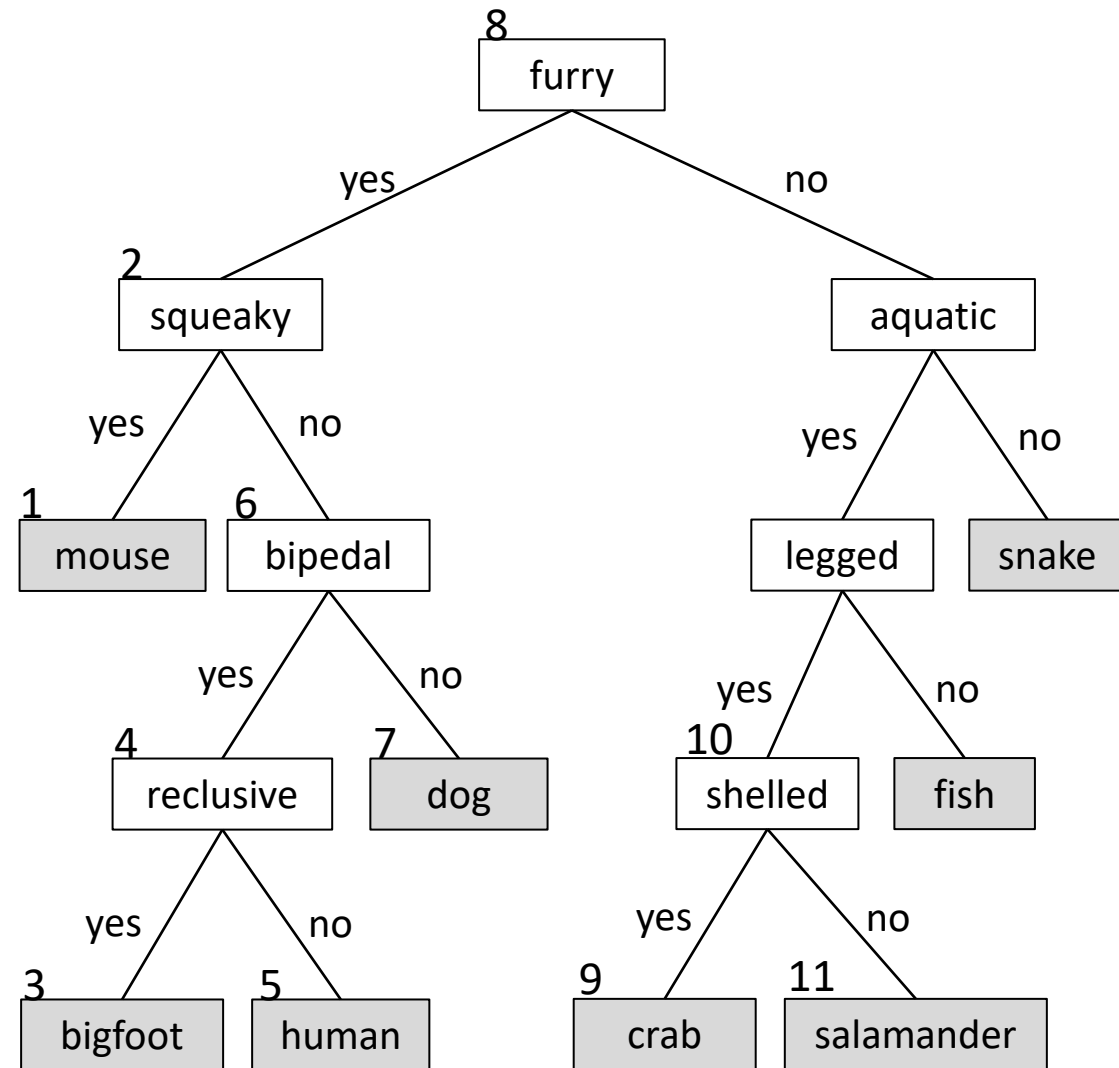 8
furry
yes no
2
squeaky aquatic
yes no yes no
1 6
mouse bipedal legged snake
yes no yes no
4 7 10
reclusive dog shelled fish
yes no yes no
3 5 9 11
bigfoot human crab salamander